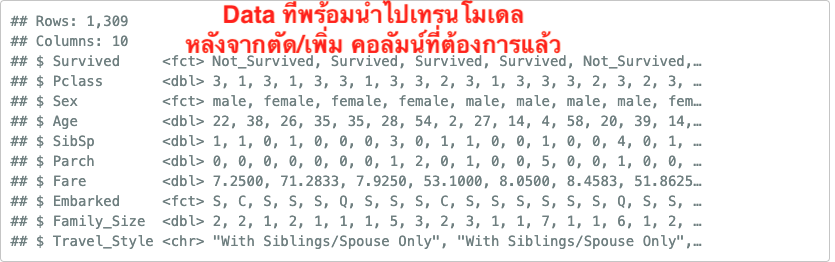 Data ที่พร้อมนำไปเทรนโมเดล
หลังจากตัด/เพิ่ม คอลัมน์ที่ต้องการแล้ว
## Rows: 1,309
## Columns: 10
## $ Survived     <fct> Not_Survived, Survived, Survived, Survived, Not_Survived,…
## $ Pclass       <dbl> 3, 1, 3, 1, 3, 3, 1, 3, 3, 2, 3, 1, 3, 3, 3, 2, 3, 2, 3, …
## $ Sex          <fct> male, female, female, female, male, male, male, male, fem…
## $ Age          <dbl> 22, 38, 26, 35, 35, 28, 54, 2, 27, 14, 4, 58, 20, 39, 14,…
## $ SibSp        <dbl> 1, 1, 0, 1, 0, 0, 0, 3, 0, 1, 1, 0, 0, 1, 0, 0, 4, 0, 1, …
## $ Parch        <dbl> 0, 0, 0, 0, 0, 0, 0, 1, 2, 0, 1, 0, 0, 5, 0, 0, 1, 0, 0, …
## $ Fare         <dbl> 7.2500, 71.2833, 7.9250, 53.1000, 8.0500, 8.4583, 51.8625…
## $ Embarked     <fct> S, C, S, S, S, Q, S, S, S, C, S, S, S, S, S, S, Q, S, S, …
## $ Family_Size  <dbl> 2, 2, 1, 2, 1, 1, 1, 5, 3, 2, 3, 1, 1, 7, 1, 1, 6, 1, 2, …
## $ Travel_Style <chr> "With Siblings/Spouse Only", "With Siblings/Spouse Only",…